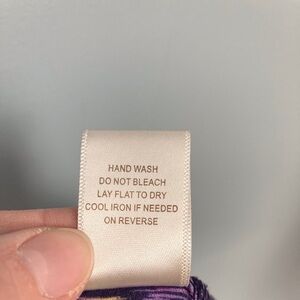 HAND WASH
DO NOT BLEACH
LAY FLAT TO DRY
COOL IRON IF NEEDED
ON REVERSE